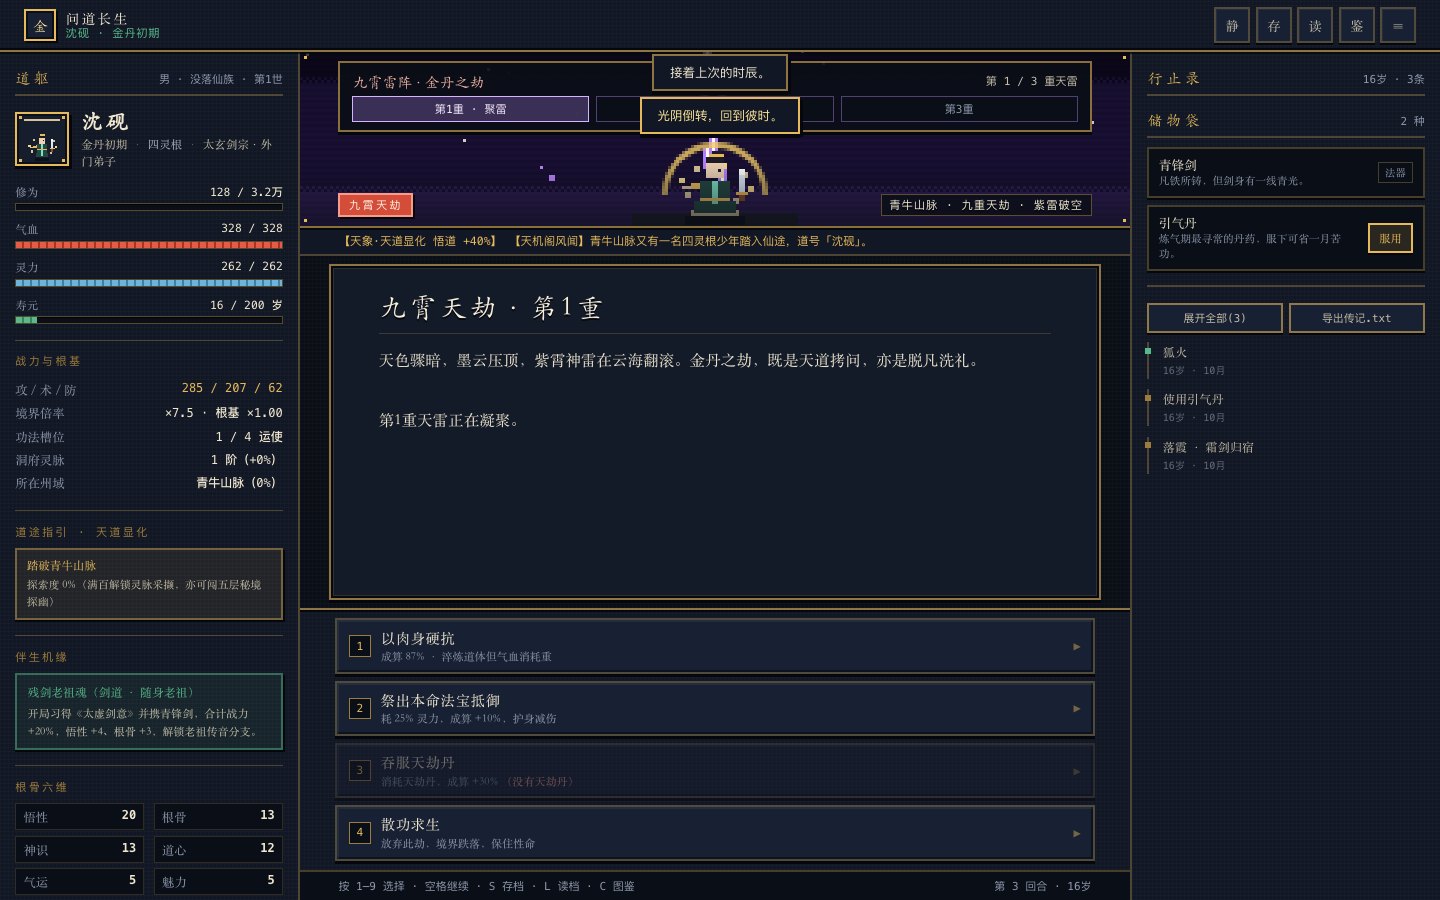 金
问道长生
沈砚 · 金丹初期
静
存
读
鉴
≡
道躯
男 · 没落仙族 · 第1世
沈砚
金丹初期 · 四灵根 · 太玄剑宗·外
门弟子
修为
128 / 3.2万
气血
328 / 328
灵力
262 / 262
寿元
16 / 200 岁
战力与根基
攻/术/防
285 / 207 / 62
境界倍率
×7.5 · 根基 ×1.00
功法槽位
1 / 4 运使
洞府灵脉
1 阶 (+0%)
所在州域
青牛山脉 (0%)
道途指引 · 天道显化
踏破青牛山脉
探索度 0%（满百解锁灵脉采撷，亦可闯五层秘境
探幽）
伴生机缘
残剑老祖魂（剑道 · 随身老祖）
开局习得《太虚剑意》并携青锋剑，合计战力
+20%，悟性 +4、根骨 +3，解锁老祖传音分支。
根骨六维
悟性
20
根骨
13
神识
13
道心
12
气运
5
魅力
5
九霄雷阵·金丹之劫
第 1 / 3 重天雷
第1重 · 聚雷
第3重
接着上次的时辰。
光阴倒转，回到彼时。
九霄天劫
青牛山脉 · 九重天劫 · 紫雷破空
【天象·天道显化 悟道 +40%】 【天机阁风闻】青牛山脉又有一名四灵根少年踏入仙途，道号「沈砚」。
九霄天劫 · 第1重
天色骤暗，墨云压顶，紫霄神雷在云海翻滚。金丹之劫，既是天道拷问，亦是脱凡洗礼。
第1重天雷正在凝聚。
1
以肉身硬抗
成算 87% · 淬炼道体但气血消耗重
▶
2
祭出本命法宝抵御
耗 25% 灵力，成算 +10%，护身减伤
▶
3
吞服天劫丹
消耗天劫丹，成算 +30% （没有天劫丹）
▶
4
散功求生
放弃此劫，境界跌落，保住性命
▶
按 1—9 选择 · 空格继续 · S 存档 · L 读档 · C 图鉴
第 3 回合 · 16岁
行止录
16岁 · 3条
储物袋
2 种
青锋剑
凡铁所铸，但剑身有一线青光。
法器
引气丹
炼气期最寻常的丹药，服下可省一月苦
功。
服用
展开全部(3)
导出传记.txt
狐火
16岁 · 10月
使用引气丹
16岁 · 10月
落霞 · 霜剑归宿
16岁 · 10月